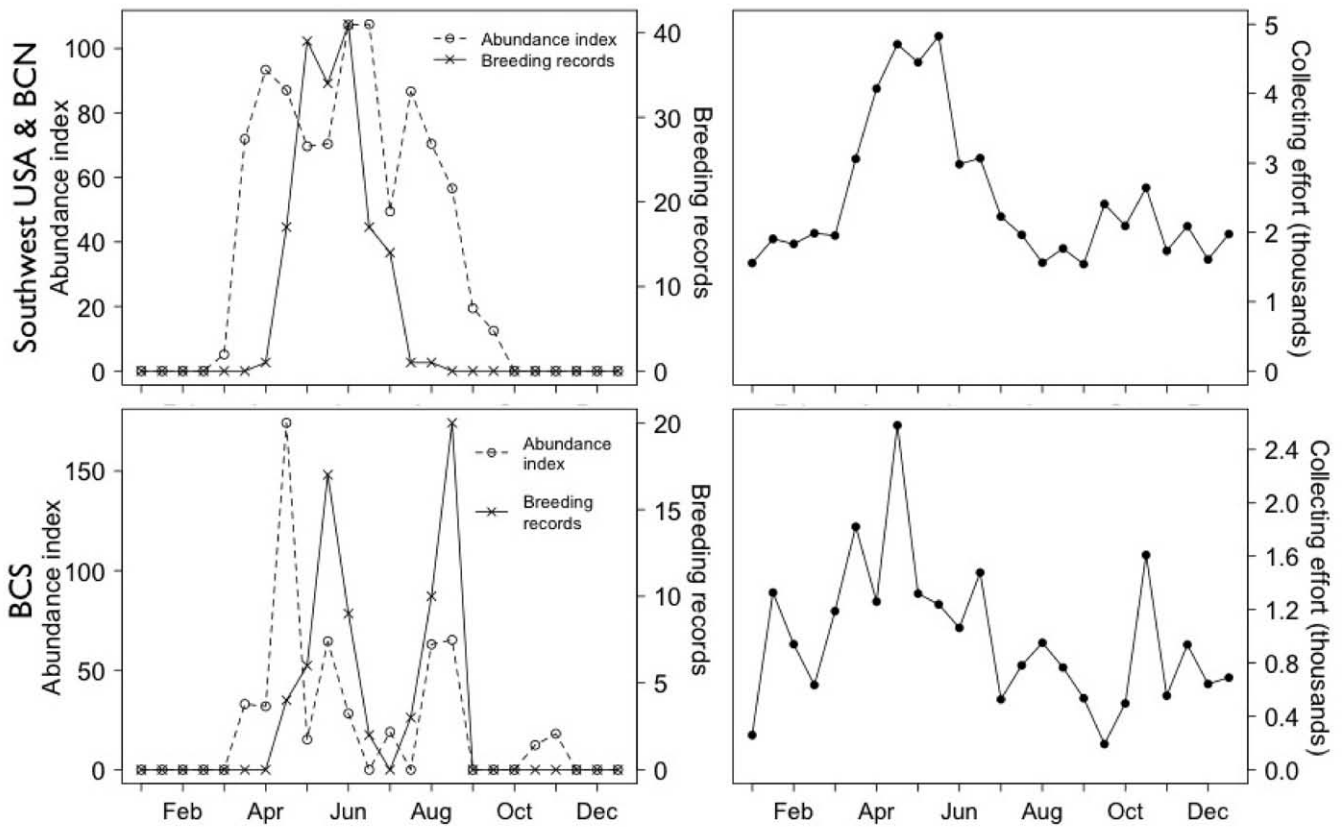 Southwest USA & BCN
Abundance index
100
80
60
40
20
0
Abundance index
Breeding records
40
30
20
10
0
Breeding records
5
4
3
2
1
0
Collecting effort (thousands)
BCS
Abundance index
150
100
50
0
Abundance
index
Breeding
records
20
15
10
5
0
Breeding records
2.4
2.0
1.6
1.2
0.8
0.4
0.0
Collecting effort (thousands)
Feb Apr Jun Aug Oct Dec
Feb Apr Jun Aug Oct Dec